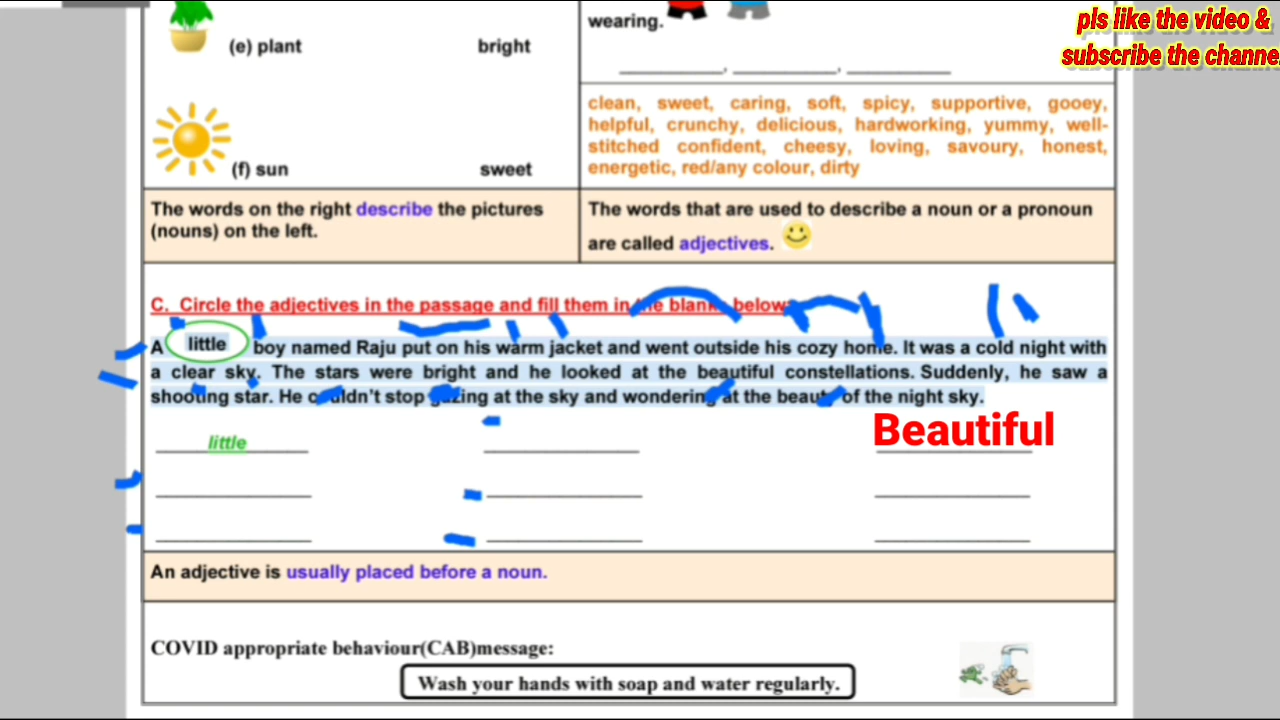 pls like the video &
subscribe the channe
(e) plant bright
wearing.
(f) sun sweet
clean, sweet, caring, soft, spicy, supportive, gooey,
helpful, crunchy, delicious, hardworking, yummy, well-
stitched confident, cheesy, loving, savoury, honest,
energetic, red/any colour, dirty
The words on the right describe the pictures
(nouns) on the left.
The words that are used to describe a noun or a pronoun
are called adjectives.
C. Circle the adjectives in the passage and fill them in the blanks below
A little boy named Raju put on his warm jacket and went outside his cozy home. It was a cold night with
a clear sky. The stars were bright and he looked at the beautiful constellations. Suddenly, he saw a
shooting star. He couldn't stop gazing at the sky and wondering at the beauty of the night sky.
little
Beautiful
An adjective is usually placed before a noun.
COVID appropriate behaviour(CAB)message:
Wash your hands with soap and water regularly.